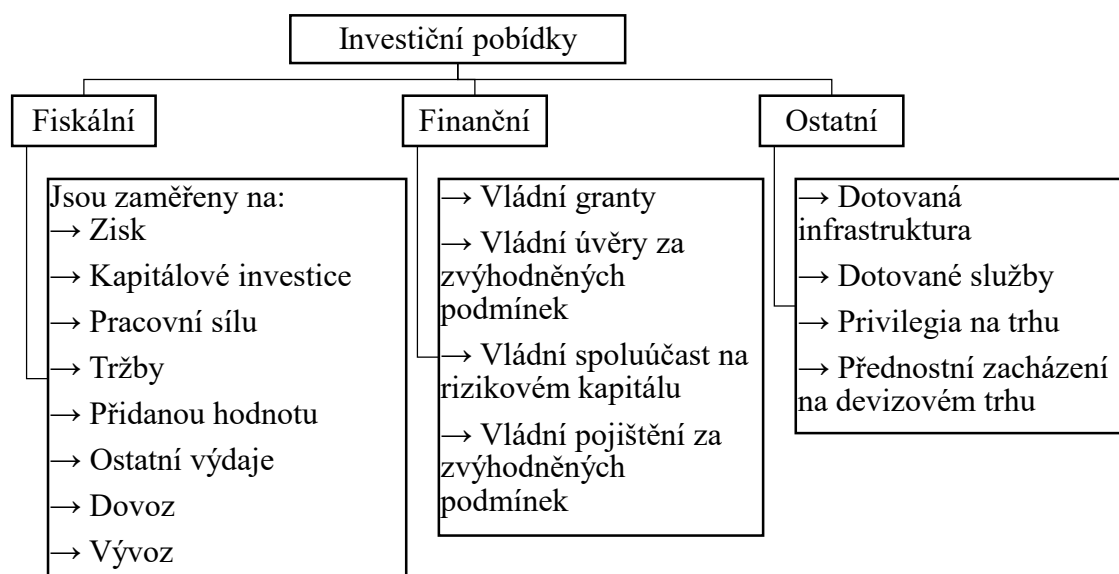 Investiční pobídky
Fiskální
Finanční
Ostatní
Jsou zaměřeny na:
→ Zisk
→ Kapitálové investice
→ Pracovní sílu
→ Tržby
→ Přidanou hodnotu
→ Ostatní výdaje
→ Dovoz
→ Vývoz
→ Vládní granty
→ Vládní úvěry za
zvýhodněných
podmínek
→ Vládní spoluúčast na
rizikovém kapitálu
→ Vládní pojištění za
zvýhodněných
podmínek
→ Dotovaná
infrastruktura
→ Dotované služby
→ Privilegia na trhu
→ Přednostní zacházení
na devizovém trhu